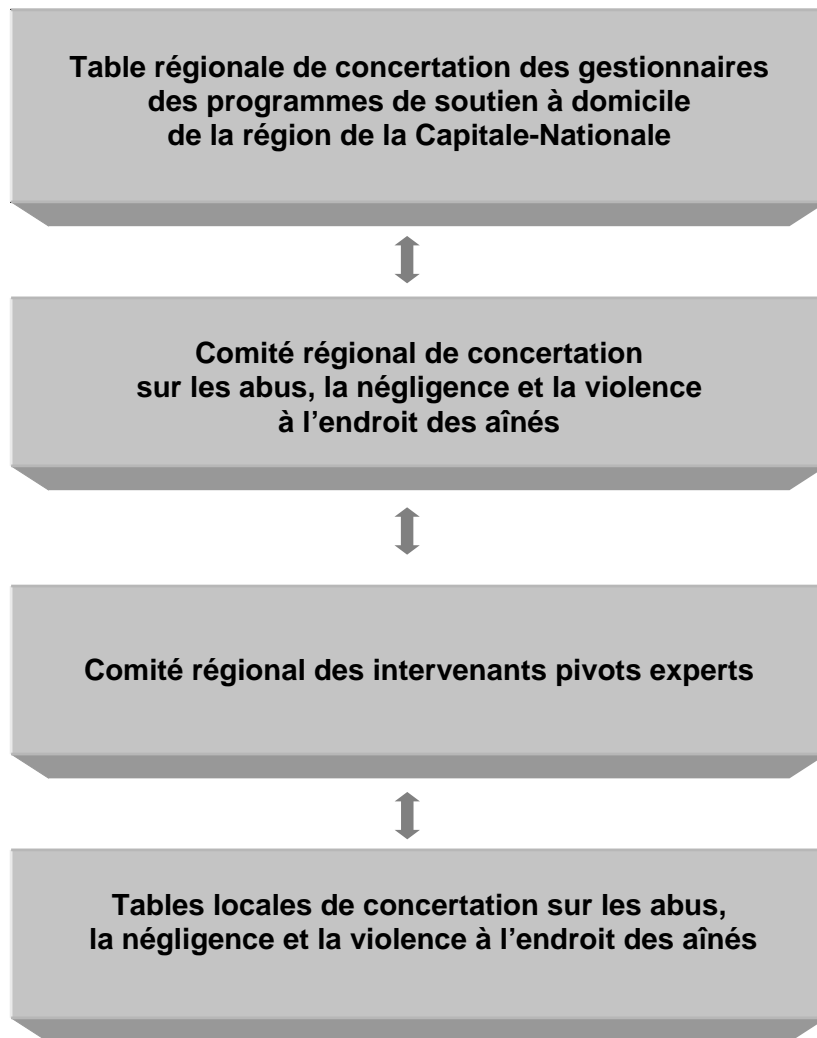 Table régionale de concertation des gestionnaires
des programmes de soutien à domicile
de la région de la Capitale-Nationale
Comité régional de concertation
sur les abus, la négligence et la violence
à l’endroit des aînés
Comité régional des intervenants pivots experts
Tables locales de concertation sur les abus,
la négligence et la violence à l’endroit des aînés